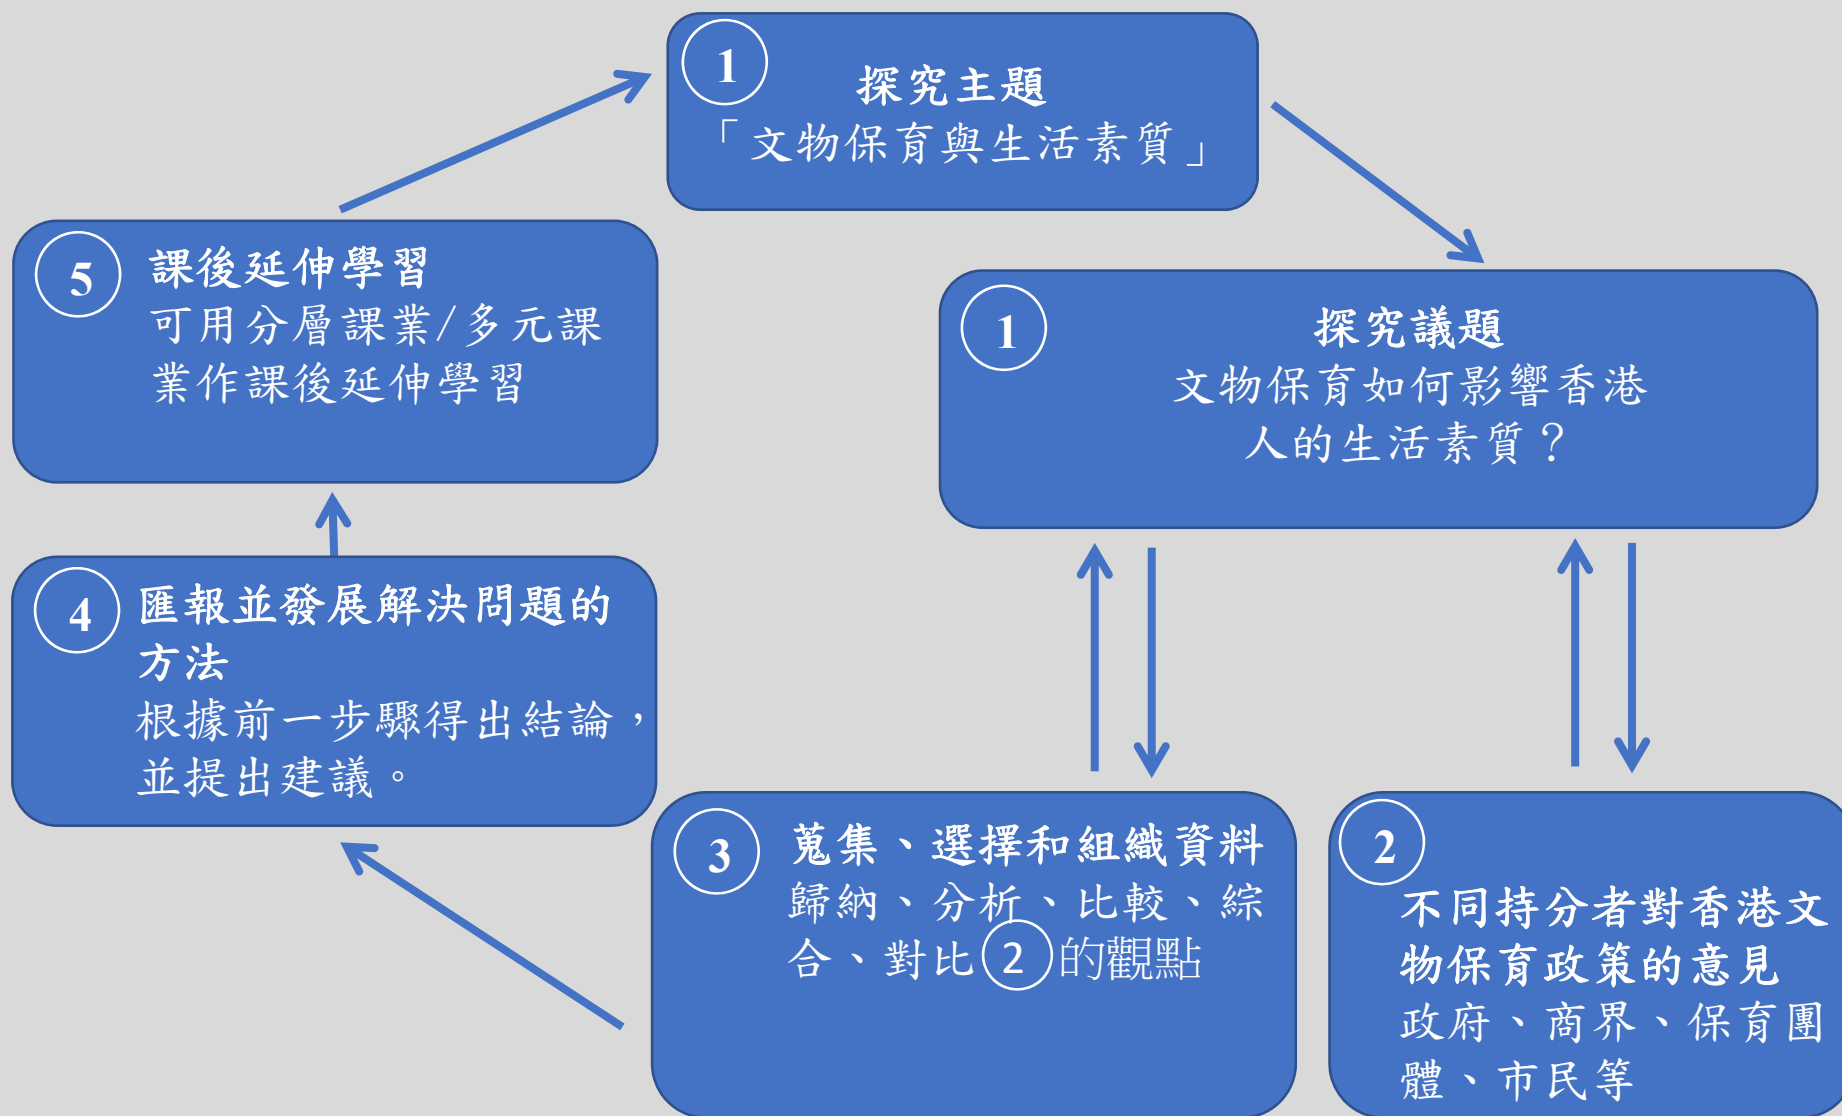 1
探究主題
「文物保育與生活素質」
1
探究議題
文物保育如何影響香港
人的生活素質？
2
不同持分者對香港文
物保育政策的意見
政府、商界、保育團
體、市民等
3
蒐集、選擇和組織資料
歸納、分析、比較、綜
合、對比2的觀點
4
匯報並發展解決問題的
方法
根據前一步驟得出結論，
並提出建議。
5
課後延伸學習
可用分層課業/多元課
業作課後延伸學習